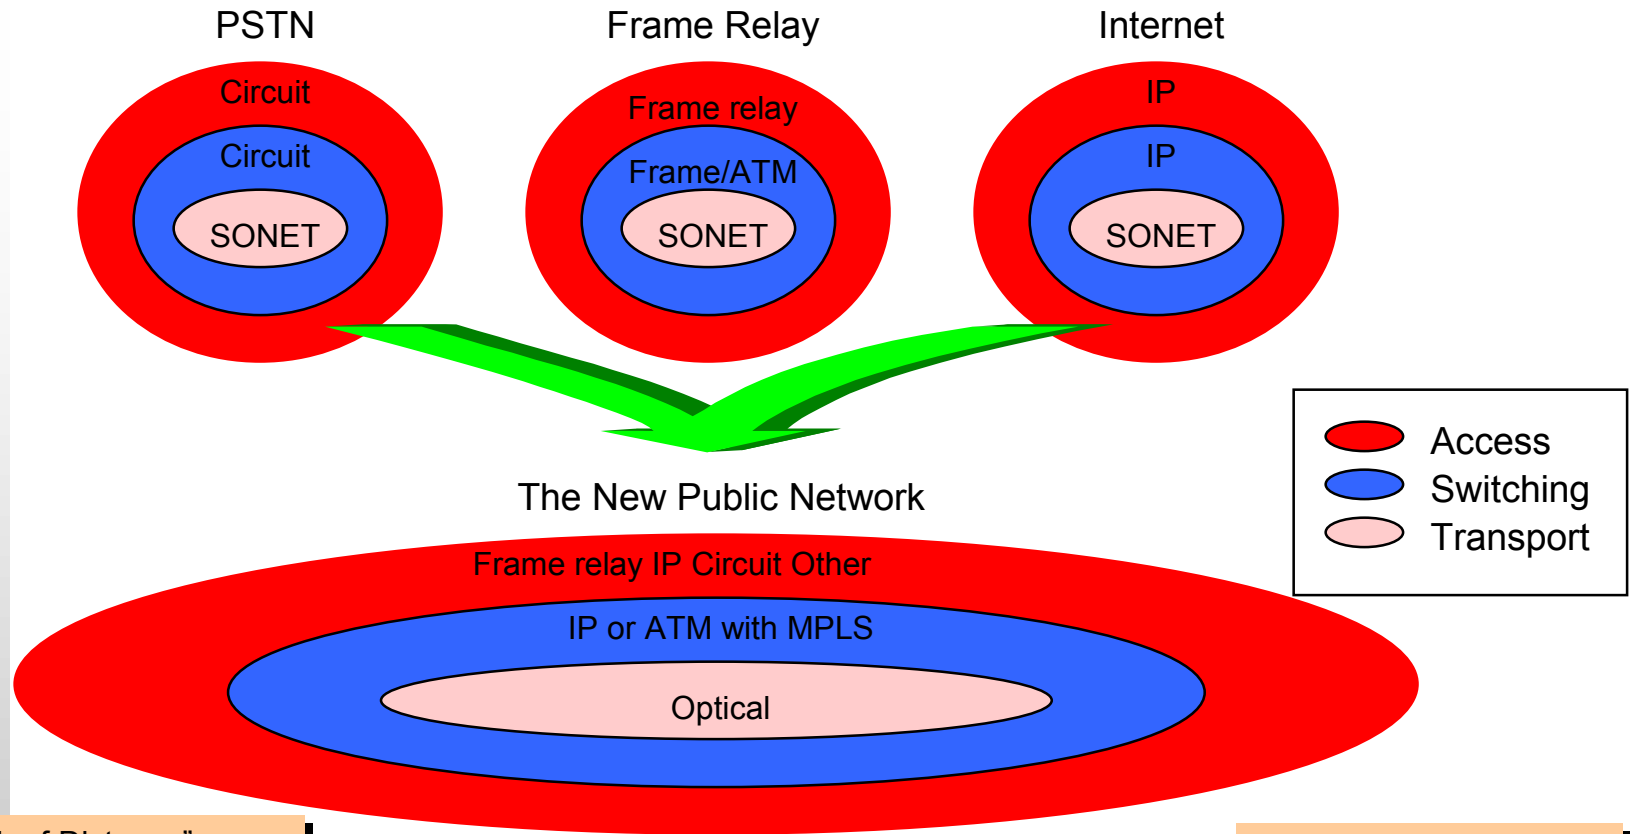 PSTN
Frame Relay
Internet
Circuit
Circuit
SONET
Frame relay
Frame/ATM
SONET
IP
IP
SONET
Access
Switching
Transport
The New Public Network
Frame relay IP Circuit Other
IP or ATM with MPLS
Optical
of